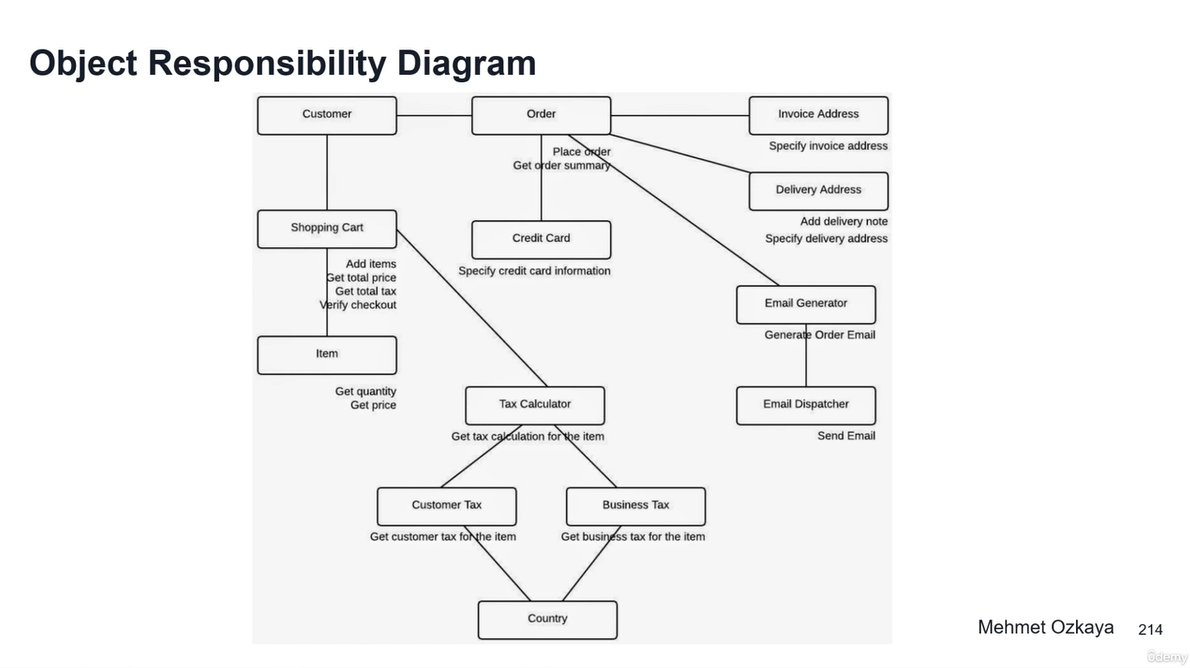 Object Responsibility Diagram
Customer
Order
Invoice Address
Specify invoice address
Place order
Get order summary
Delivery Address
Add delivery note
Specify delivery address
Shopping Cart
Add items
Get total price
Get total tax
Verify checkout
Credit Card
Specify credit card information
Email Generator
Generate Order Email
Item
Get quantity
Get price
Tax Calculator
Get tax calculation for the item
Email Dispatcher
Send Email
Customer Tax
Get customer tax for the item
Business Tax
Get business tax for the item
Country
Mehmet Ozkaya
214
ûdemy